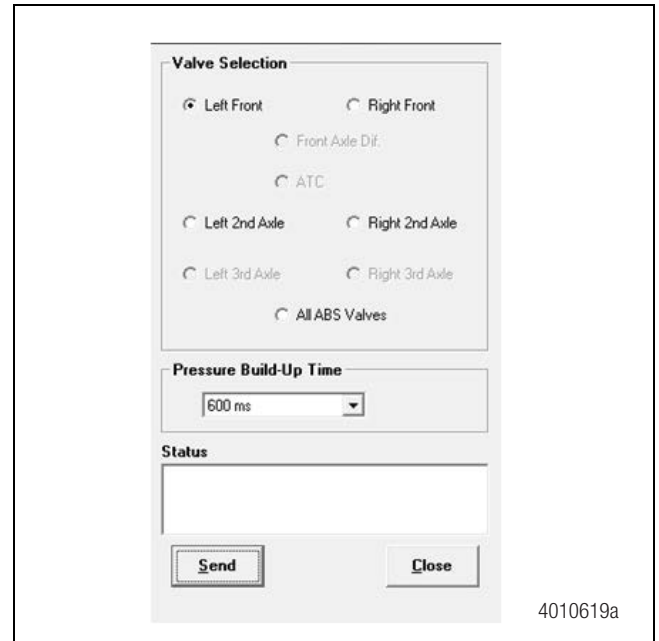 Valve Selection
Left Front Right Front
Front Axle Dif.
ATC
Left 2nd Axle Right 2nd Axle
Left 3rd Axle Right 3rd Axle
All ABS Valves
Pressure Build-Up Time
600 ms
Status
Send Close
4010619a